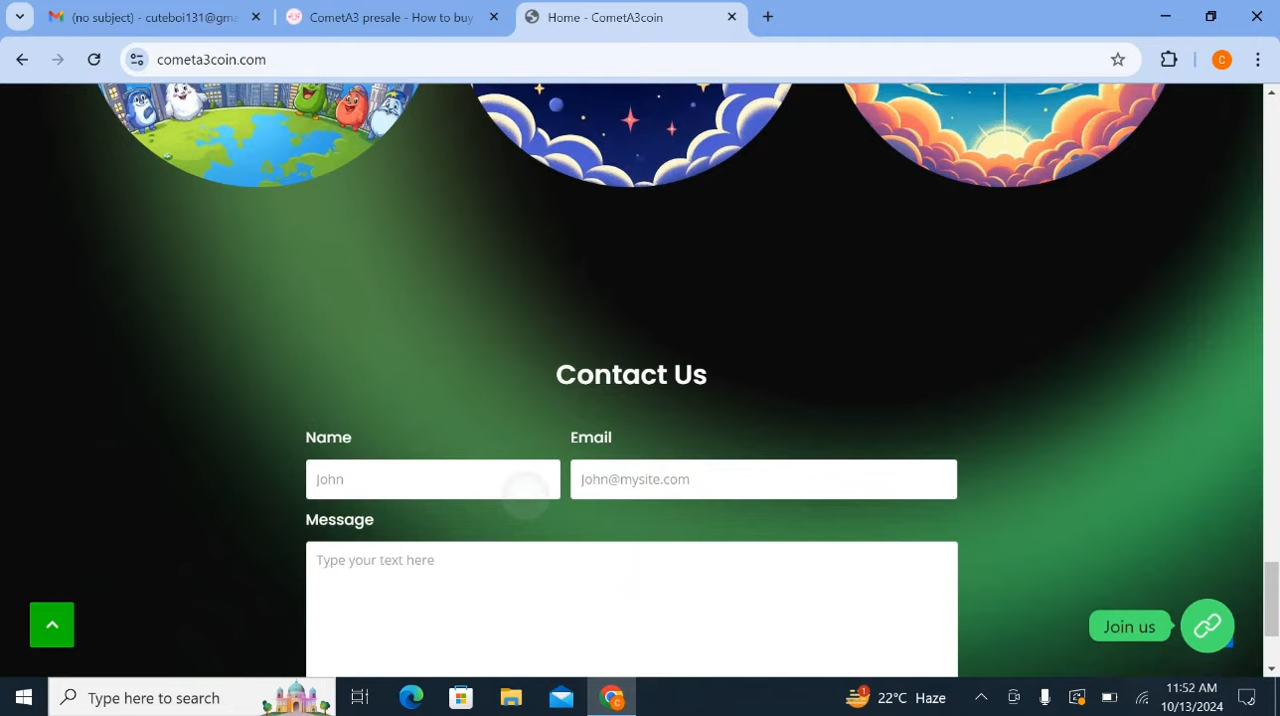 (no subject) - cuteboi131@gma
CometA3 presale - How to buy
Home - CometA3coin
cometa3coin.com
C
Contact Us
Name
Email
John
John@mysite.com
Message
Type your text here
Join us
Type here to search
C
1
22°C Haze
11:52 AM
10/13/2024